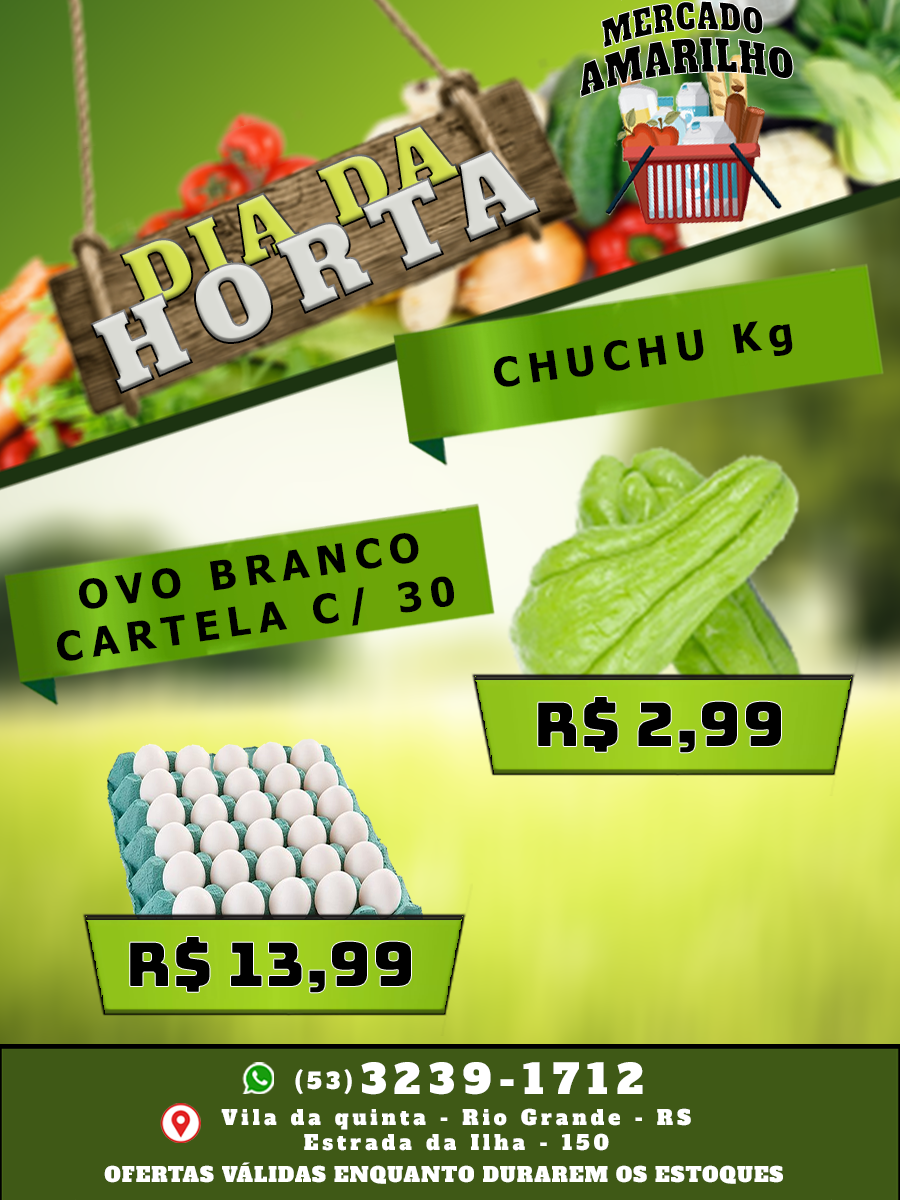 MERCADO
AMARILHO
DIA DA
HORTA
CHUCHU Kg
OVO BRANCO
CARTELA C/ 30
R$ 2,99
R$ 13,99
(53) 3239-1712
Vila da quinta - Rio Grande - RS
Estrada da Ilha - 150
OFERTAS VÁLIDAS ENQUANTO DURAREM OS ESTOQUES